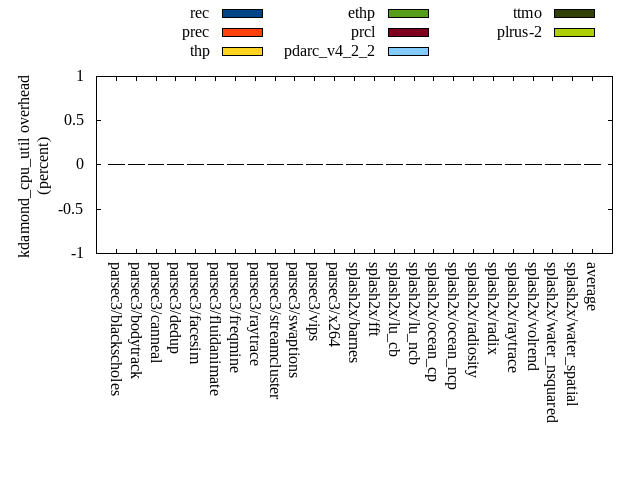 rec
prec
thp
ethp
prcl
pdarc_v4_2_2
ttmo
plrus-2
kdamond_cpu_util overhead
(percent)
1
0.5
0
-0.5
-1
parsec3/blackscholes
parsec3/bodytrack
parsec3/canneal
parsec3/dedup
parsec3/facesim
parsec3/fluidanimate
parsec3/freqmine
parsec3/raytrace
parsec3/streamcluster
parsec3/swaptions
parsec3/vips
parsec3/x264
splash2x/barnes
splash2x/fft
splash2x/lu_cb
splash2x/lu_ncb
splash2x/ocean_cp
splash2x/ocean_ncp
splash2x/radiosity
splash2x/radix
splash2x/raytrace
splash2x/volrend
splash2x/water_nsquared
splash2x/water_spatial
average